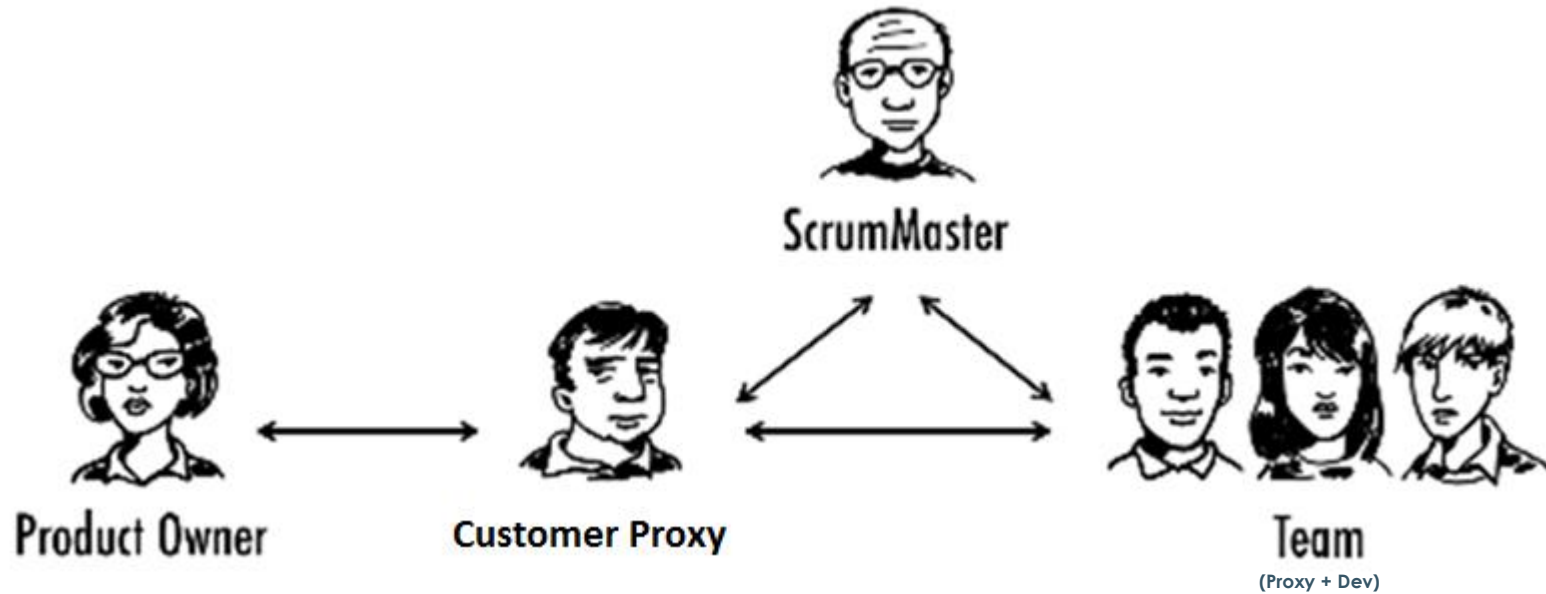 ScrumMaster
Product Owner
Customer Proxy
Team
(Proxy + Dev)